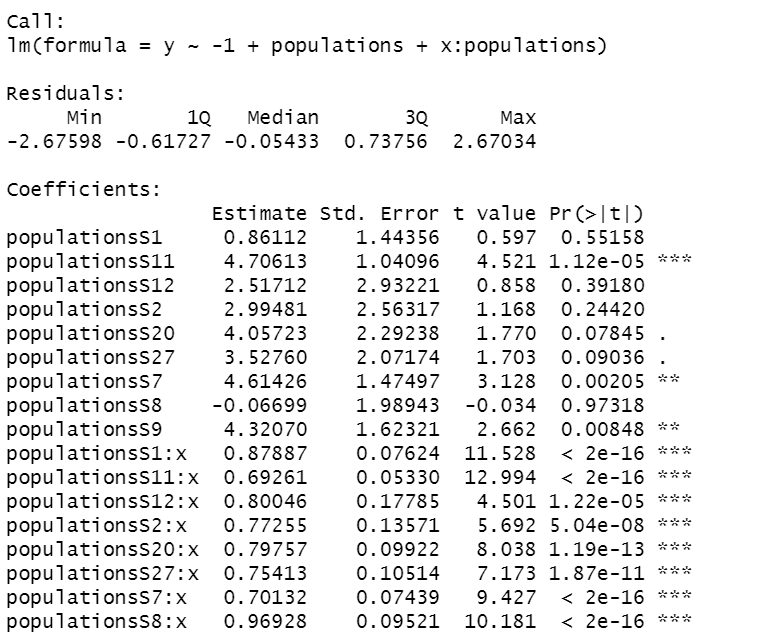 Call:
lm(formula = y ~ -1 + populations + x:populations)
Residuals:
Min 1Q Median 3Q Max
-2.67598 -0.61727 -0.05433 0.73756 2.67034
Coefficients:
Estimate Std. Error t value Pr(>|t|)
populationsS1 0.86112 1.44356 0.597 0.55158
populationsS11 4.70613 1.04096 4.521 1.12e-05 ***
populationsS12 2.51712 2.93221 0.858 0.39180
populationsS2 2.99481 2.56317 1.168 0.24420
populationsS20 4.05723 2.29238 1.770 0.07845 .
populationsS27 3.52760 2.07174 1.703 0.09036 .
populationsS7 4.61426 1.47497 3.128 0.00205 **
populationsS8 -0.06699 1.98943 -0.034 0.97318
populationsS9 4.32070 1.62321 2.662 0.00848 **
populationsS1:x 0.87887 0.07624 11.528 < 2e-16 ***
populationsS11:x 0.69261 0.05330 12.994 < 2e-16 ***
populationsS12:x 0.80046 0.17785 4.501 1.22e-05 ***
populationsS2:x 0.77255 0.13571 5.692 5.04e-08 ***
populationsS20:x 0.79757 0.09922 8.038 1.19e-13 ***
populationsS27:x 0.75413 0.10514 7.173 1.87e-11 ***
populationsS7:x 0.70132 0.07439 9.427 < 2e-16 ***
populationsS8:x 0.96928 0.09521 10.181 < 2e-16 ***